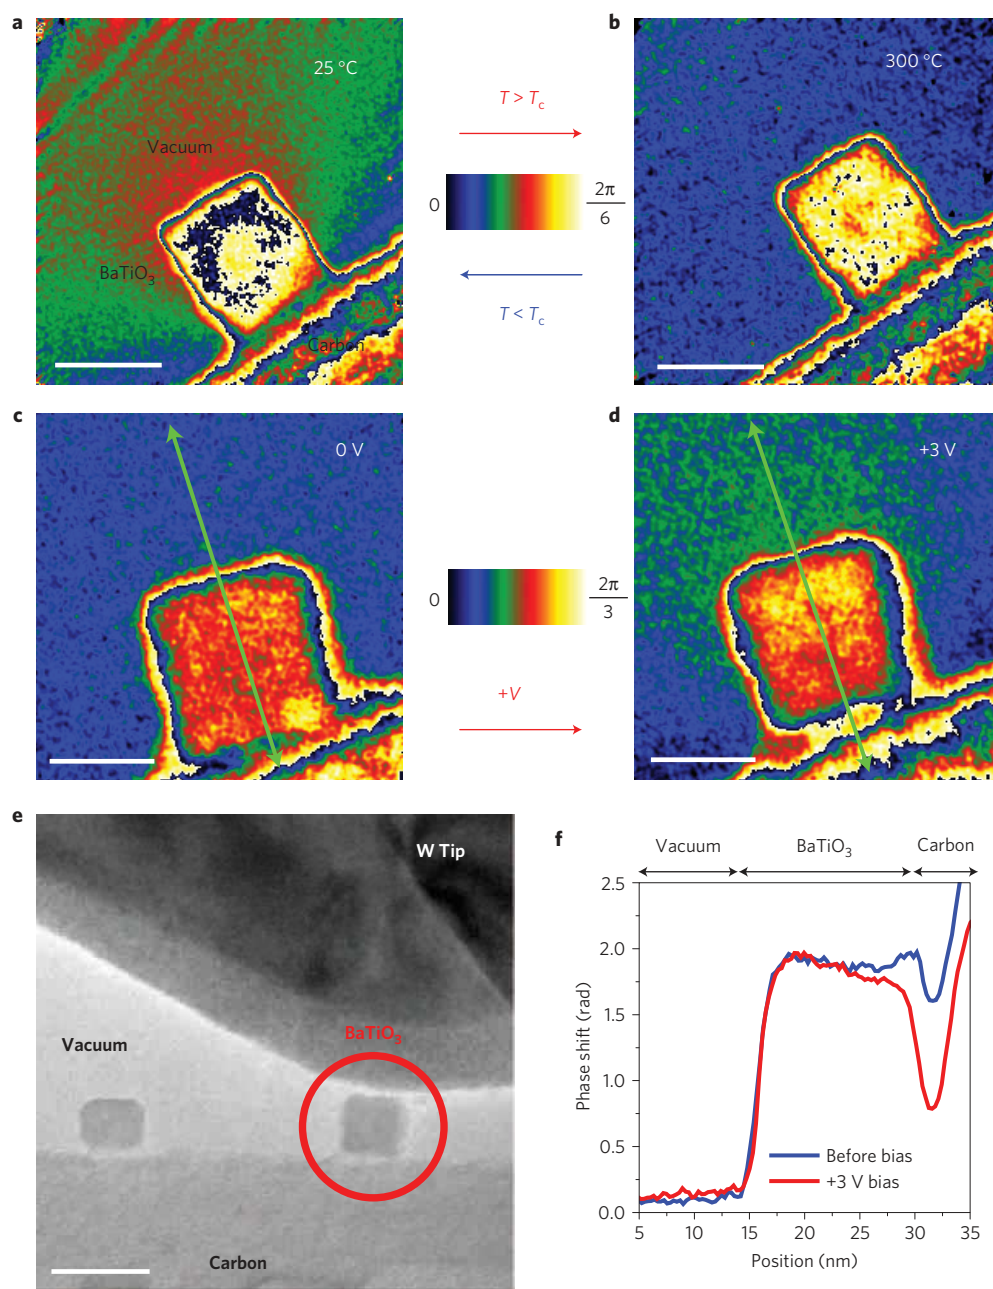 a
25 °C
Vacuum
BaTiO3
Carbon
T > Tc
0
2π
6
T < Tc
b
300 °C
c
0 V
0
2π
3
+V
d
+3 V
e
W Tip
BaTiO3
Vacuum
Carbon
f
Vacuum BaTiO3 Carbon
2.5
2.0
1.5
1.0
0.5
0.0
Phase shift (rad)
Before bias
+3 V bias
5 10 15 20 25 30 35
Position (nm)